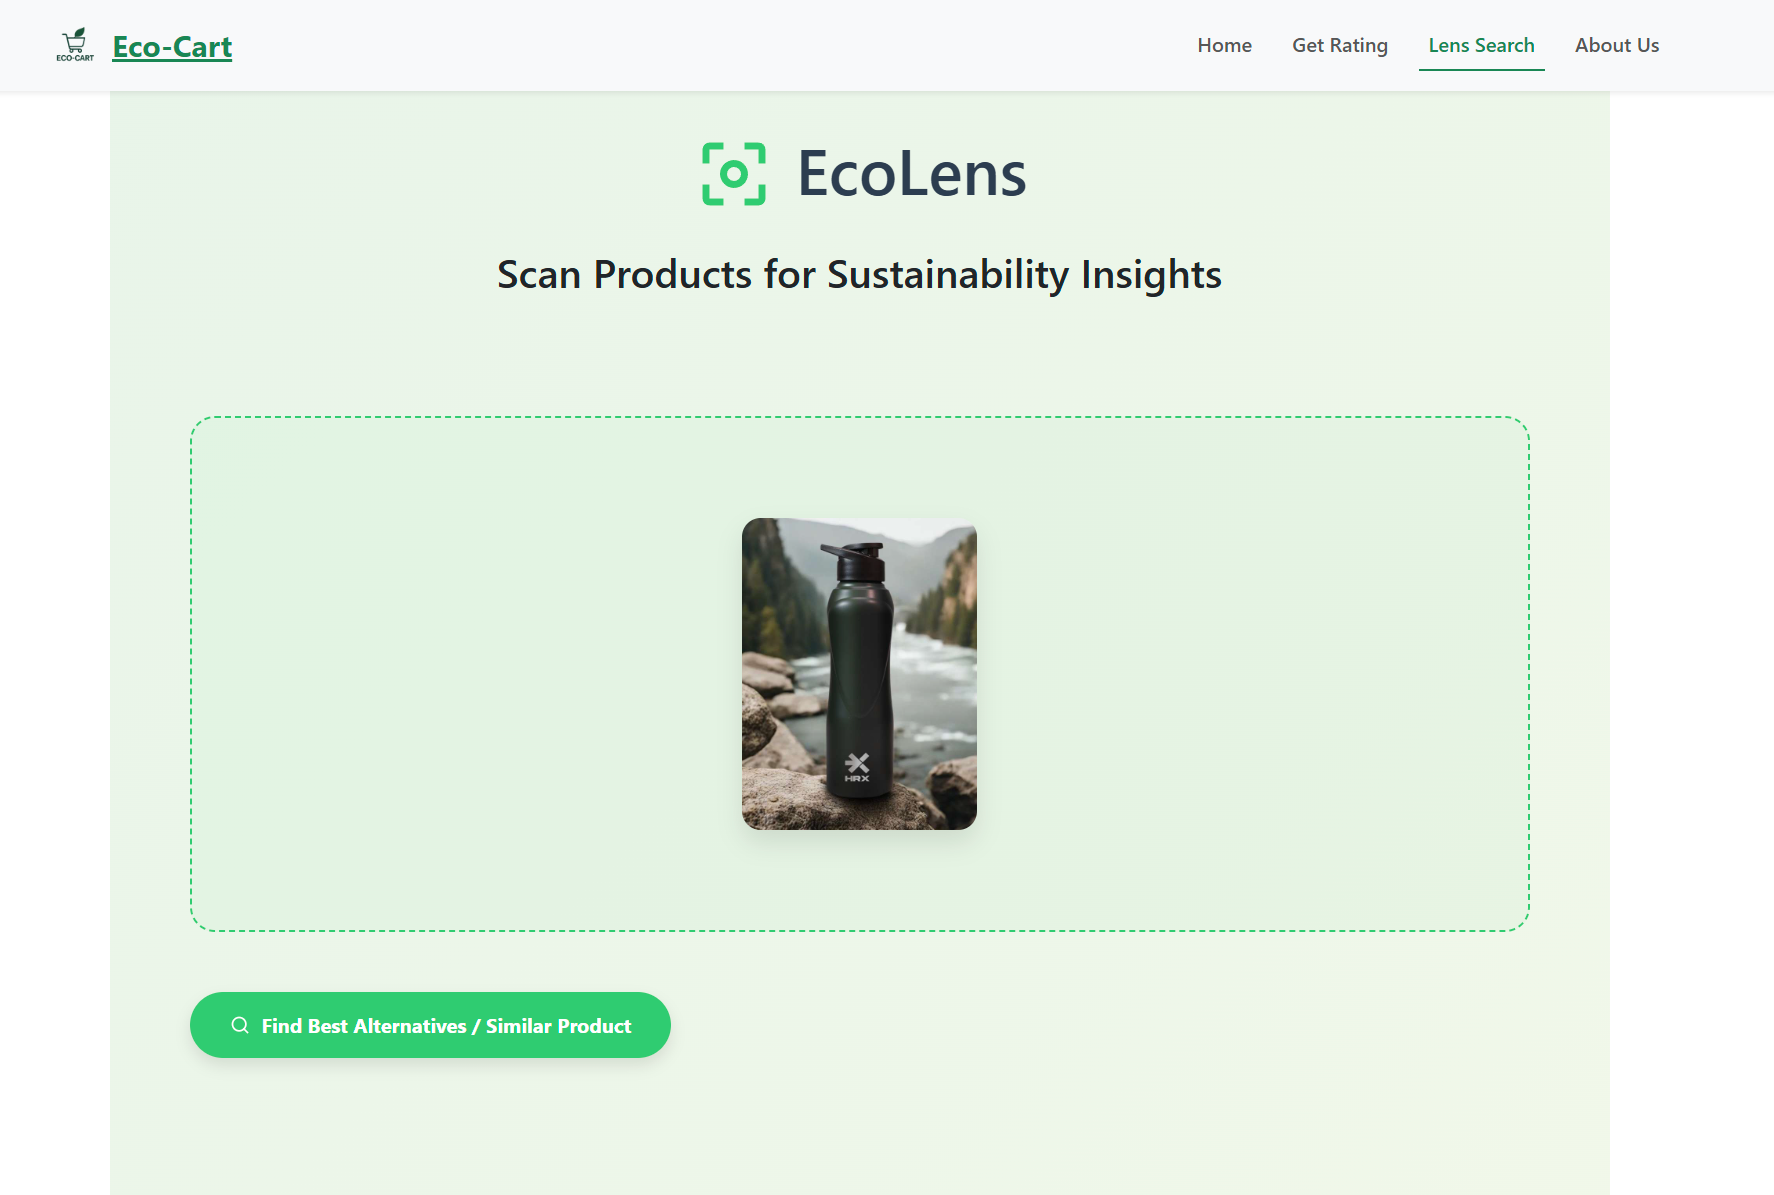 ECO-CART
Eco-Cart
Home
Get Rating
Lens Search
About Us
EcoLens
Scan Products for Sustainability Insights
HRX
Find Best Alternatives / Similar Product